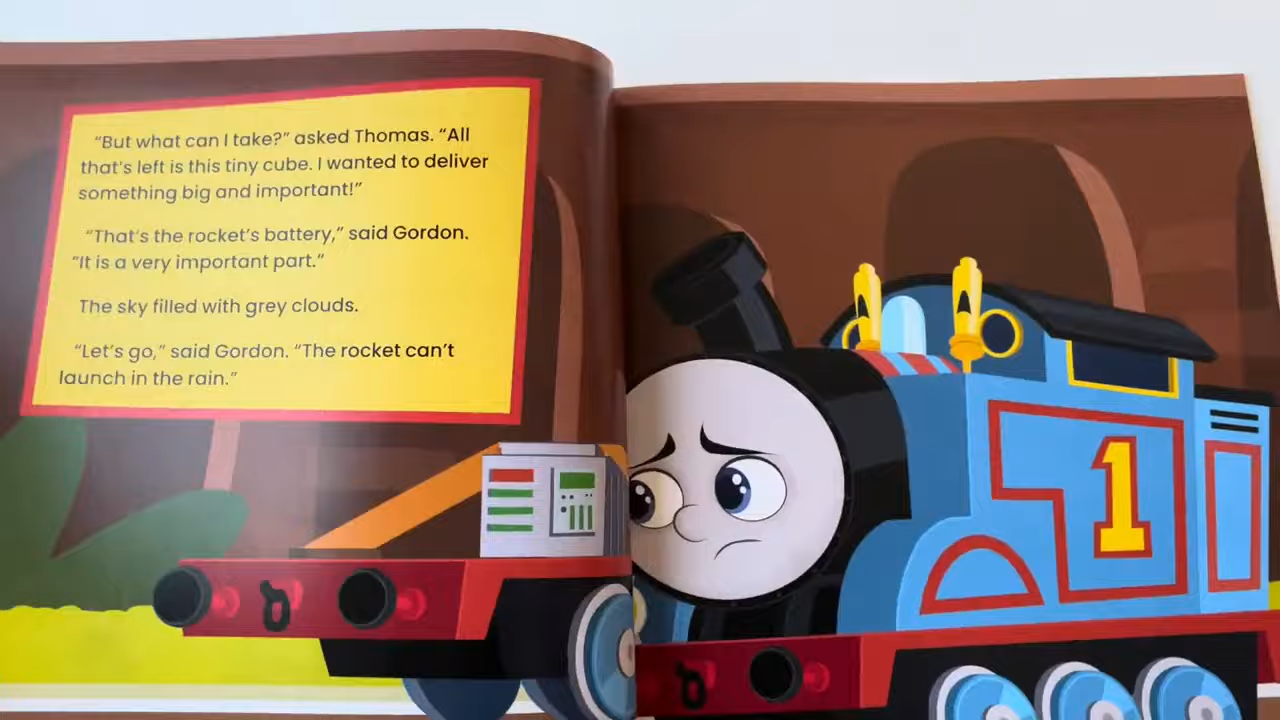 “But what can I take?” asked Thomas. “All
that’s left is this tiny cube. I wanted to deliver
something big and important!”
“That’s the rocket’s battery,” said Gordon.
“It is a very important part.”
The sky filled with grey clouds.
“Let’s go,” said Gordon. “The rocket can’t
launch in the rain.”
1